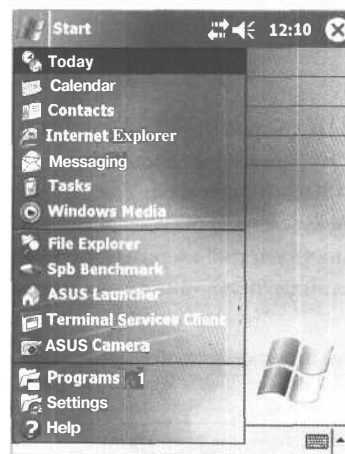 Start 12:10
Today
Calendar
Contacts
Internet Explorer
Messaging
Tasks
Windows Media
File Explorer
Spb Benchmark
ASUS Launcher
Terminal Services Client
ASUS Camera
Programs 1
Settings
? Help